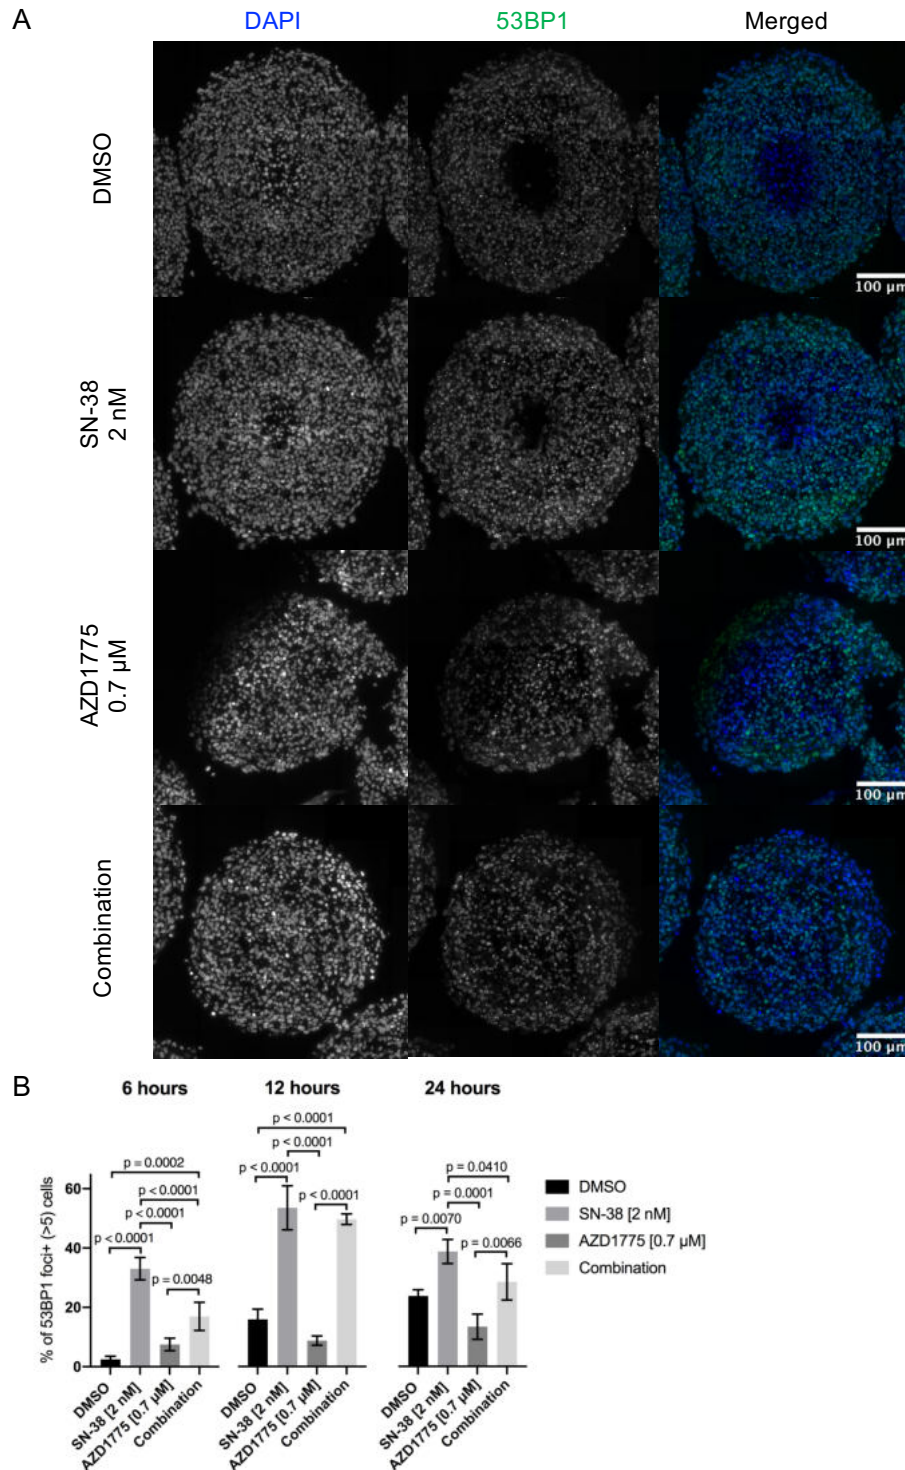 A
DAPI
53BP1
Merged
DMSO
100 µm
SN-38
2 nM
100 µm
AZD1775
0.7 µM
100 µm
Combination
100 µm
B
6 hours
12 hours
24 hours
% of 53BP1 foci+ (>5) cells
60
40
20
0
p = 0.0002
p < 0.0001
p < 0.0001
p < 0.0001
p = 0.0048
p < 0.0001
p < 0.0001
p < 0.0001
p < 0.0001
p = 0.0410
p = 0.0001
p = 0.0070
p = 0.0066
DMSO
SN-38 [2 nM]
AZD1775 [0.7 µM]
Combination
DMSO
SN-38 [2 nM]
AZD1775 [0.7 µM]
Combination
DMSO
SN-38 [2 nM]
AZD1775 [0.7 µM]
Combination
DMSO
SN-38 [2 nM]
AZD1775 [0.7 µM]
Combination